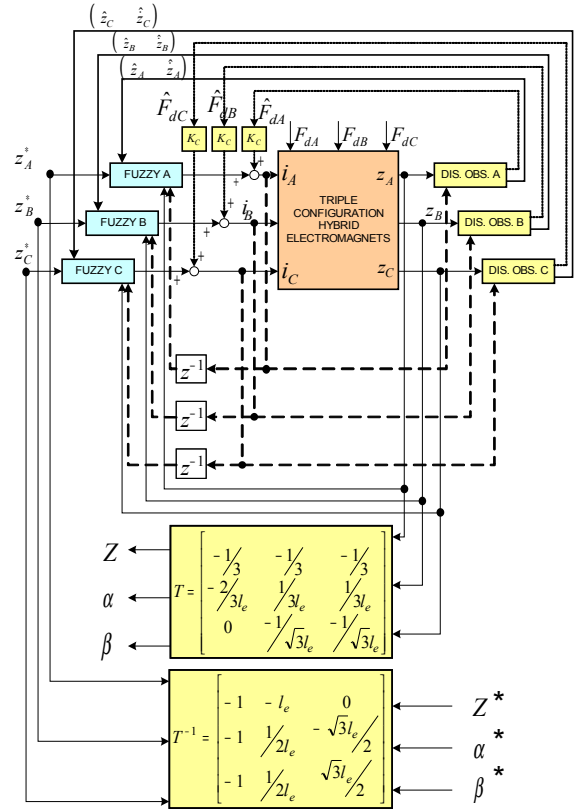 (ẑ_C ẑ̇_C)
(ẑ_B ẑ̇_B)
(ẑ_A ẑ̇_A)
F̂_dC F̂_dB F̂_dA
K_C K_C K_C
F_dA F_dB F_dC
z_A^* FUZZY A + + i_A z_A DIS. OBS. A
z_B^* FUZZY B + + i_B z_B DIS. OBS. B
z_C^* FUZZY C + + i_C z_C DIS. OBS. C
TRIPLE
CONFIGURATION
HYBRID
ELECTROMAGNETS
z^-1
z^-1
z^-1
Z
α
β
T = [ -1/3 -1/3 -1/3
-2/3l_e 1/3l_e 1/3l_e
0 -1/√3l_e -1/√3l_e ]
T^-1 = [ -1 -l_e 0
-1 1/2l_e -√3l_e/2
-1 1/2l_e √3l_e/2 ]
Z*
α*
β*